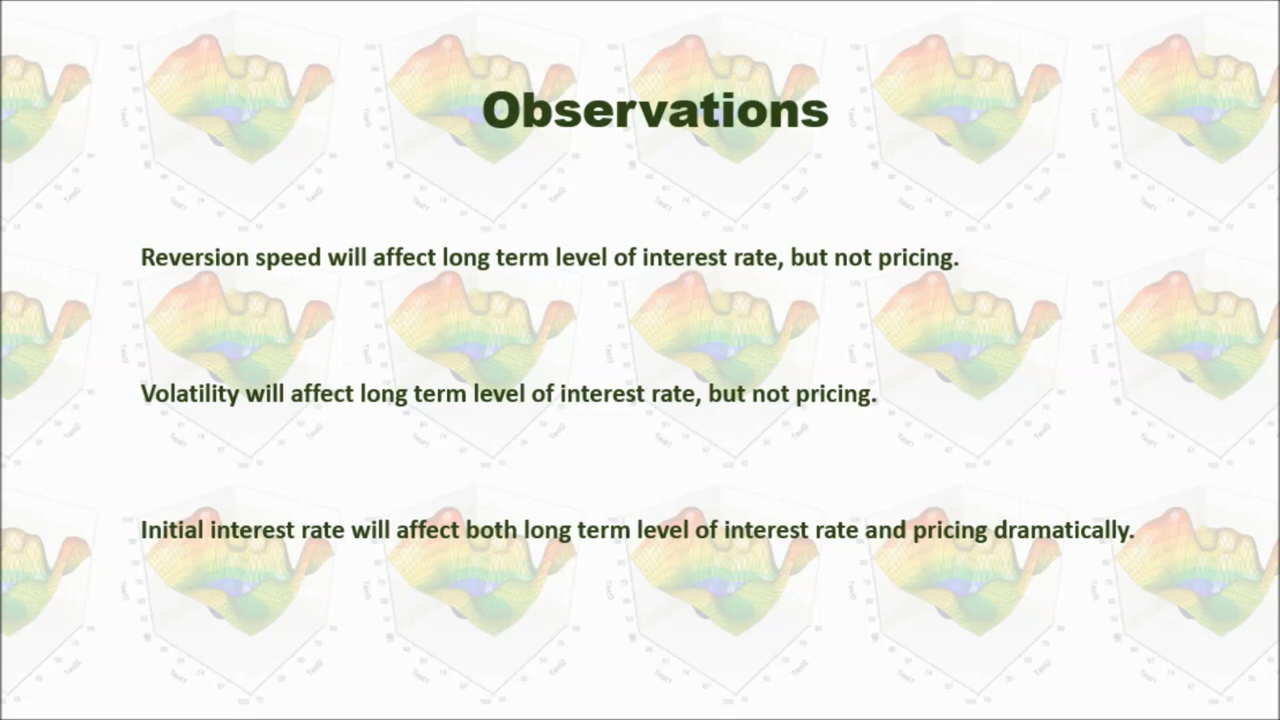 Observations
Reversion speed will affect long term level of interest rate, but not pricing.
Volatility will affect long term level of interest rate, but not pricing.
Initial interest rate will affect both long term level of interest rate and pricing dramatically.